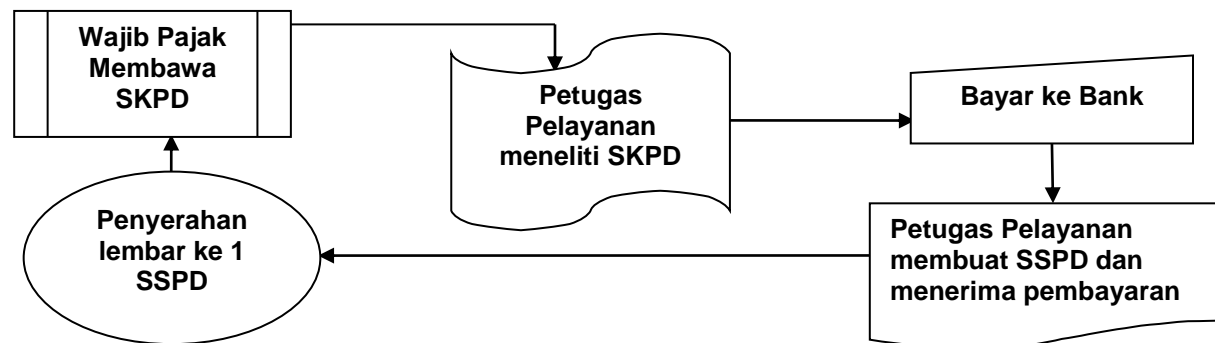 Wajib Pajak
Membawa
SKPD
Petugas
Pelayanan
meneliti SKPD
Bayar ke Bank
Petugas Pelayanan
membuat SSPD dan
menerima pembayaran
Penyerahan
lembar ke 1
SSPD